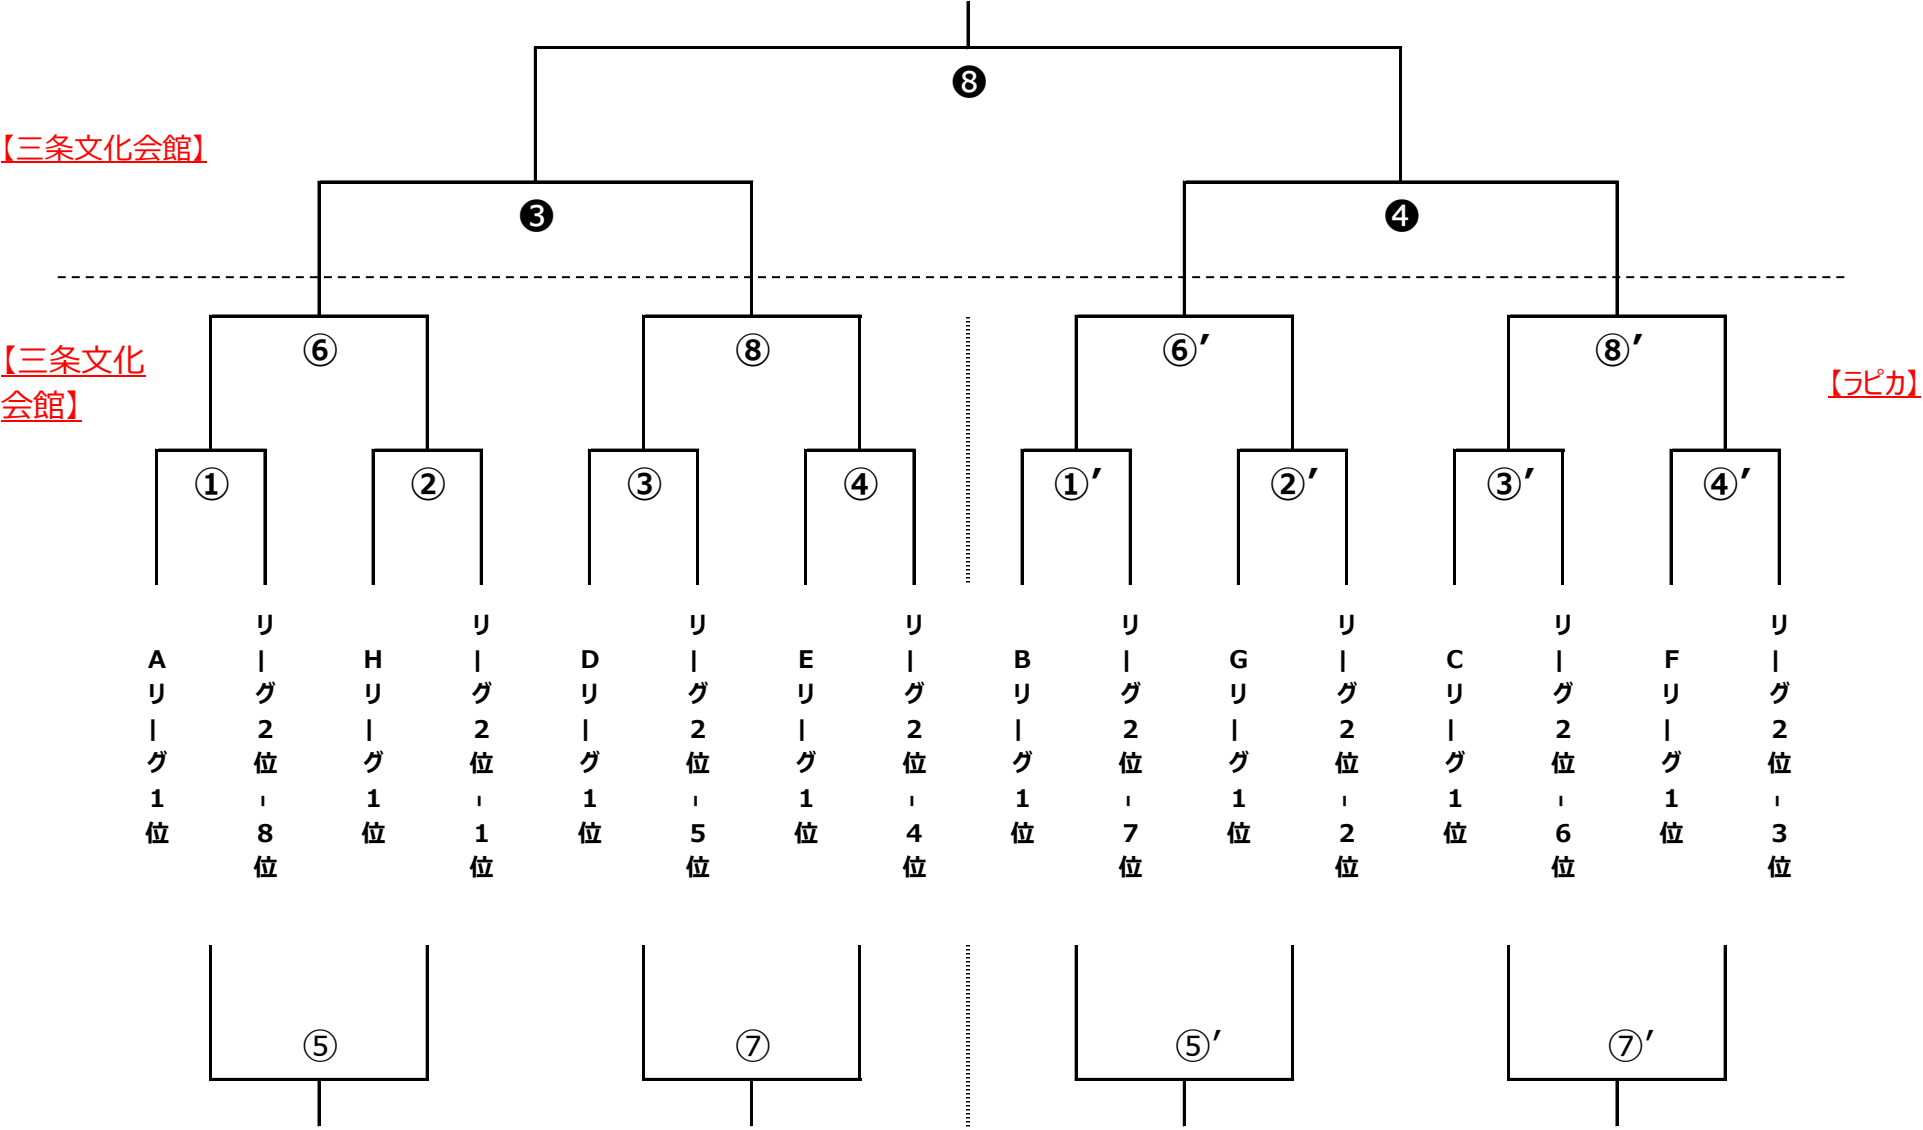 ❽
【三条文化会館】
❸
❹
【三条文化
会館】
⑥
⑧
⑥’
⑧’
【ラピカ】
①
②
③
④
①’
②’
③’
④’
Aリーグ1位
リーグ2位-8位
Hリーグ1位
リーグ2位-1位
Dリーグ1位
リーグ2位-5位
Eリーグ1位
リーグ2位-4位
Bリーグ1位
リーグ2位-7位
Gリーグ1位
リーグ2位-2位
Cリーグ1位
リーグ2位-6位
Fリーグ1位
リーグ2位-3位
⑤
⑦
⑤’
⑦’